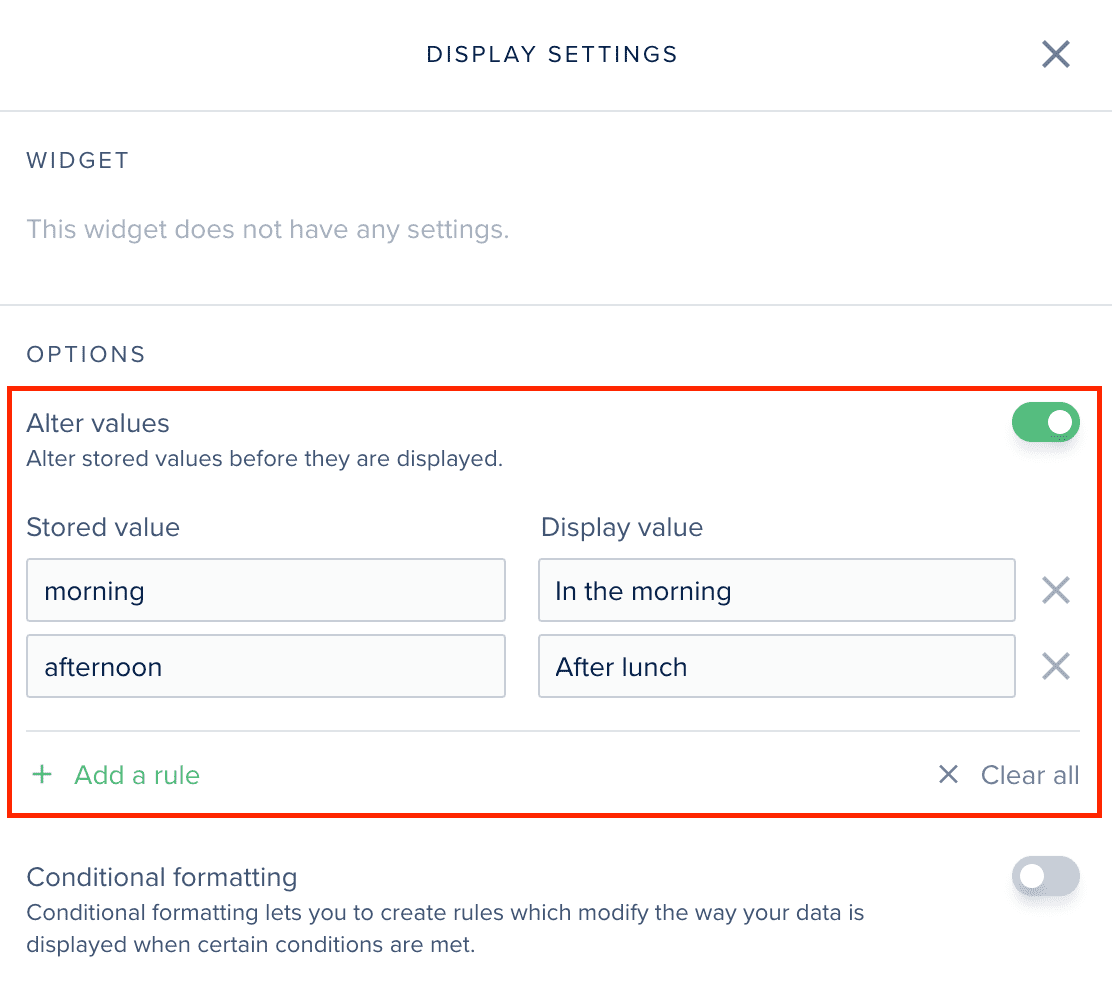 DISPLAY SETTINGS
WIDGET
This widget does not have any settings.
OPTIONS
Alter values
Alter stored values before they are displayed.
Stored value Display value
morning In the morning
afternoon After lunch
+ Add a rule Clear all
Conditional formatting
Conditional formatting lets you to create rules which modify the way your data is
displayed when certain conditions are met.